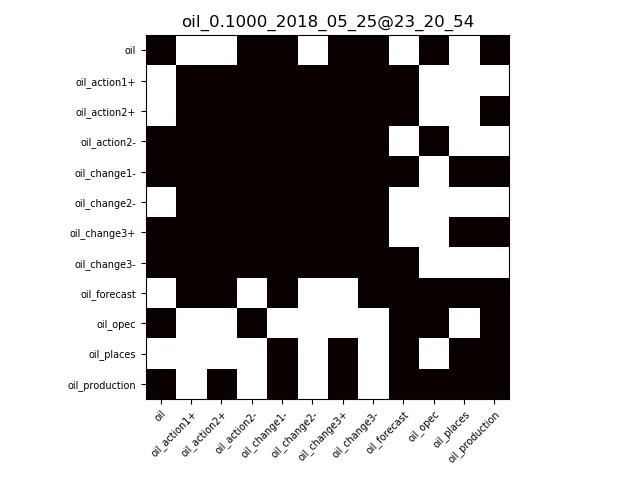 oil_0.1000_2018_05_25@23_20_54
oil
oil_action1+
oil_action2+
oil_action2-
oil_change1-
oil_change2-
oil_change3+
oil_change3-
oil_forecast
oil_opec
oil_places
oil_production
oil
oil_action1+
oil_action2+
oil_action2-
oil_change1-
oil_change2-
oil_change3+
oil_change3-
oil_forecast
oil_opec
oil_places
oil_production